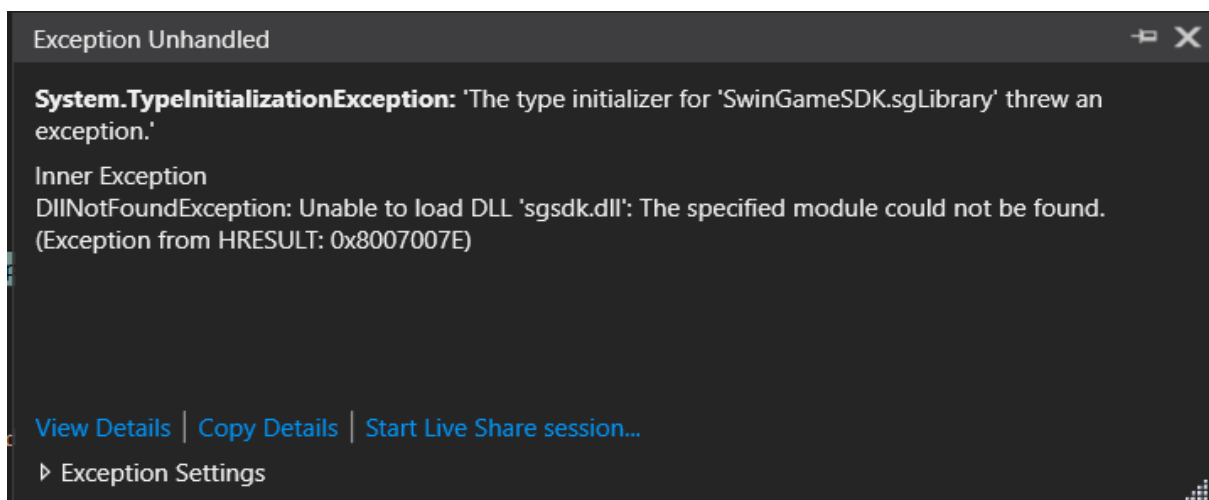 Exception Unhandled
System.TypeInitializationException: 'The type initializer for 'SwinGameSDK.sgLibrary' threw an
exception.'
Inner Exception
DllNotFoundException: Unable to load DLL 'sgsdk.dll': The specified module could not be found.
(Exception from HRESULT: 0x8007007E)
View Details | Copy Details | Start Live Share session...
Exception Settings